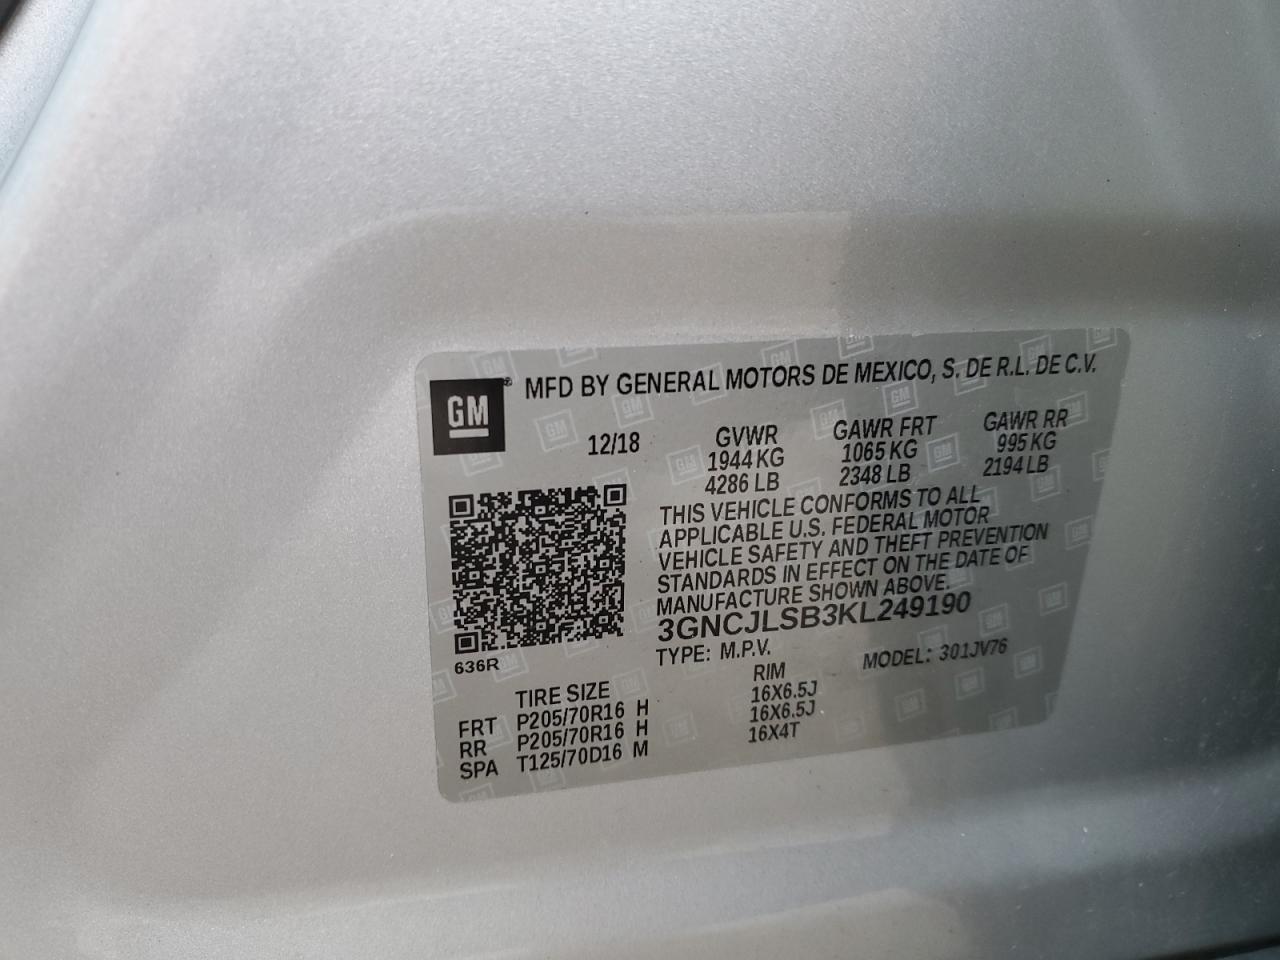 GM® MFD BY GENERAL MOTORS DE MEXICO, S. DE R.L. DE C.V.
12/18 GVWR GAWR FRT GAWR RR
1944 KG 1065 KG 995 KG
4286 LB 2348 LB 2194 LB
THIS VEHICLE CONFORMS TO ALL
APPLICABLE U.S. FEDERAL MOTOR
VEHICLE SAFETY AND THEFT PREVENTION
STANDARDS IN EFFECT ON THE DATE OF
MANUFACTURE SHOWN ABOVE.
3GNCJLSB3KL249190
636R
TYPE: M.P.V. MODEL: 301JV76
TIRE SIZE RIM
FRT P205/70R16 H 16X6.5J
RR P205/70R16 H 16X6.5J
SPA T125/70D16 M 16X4T